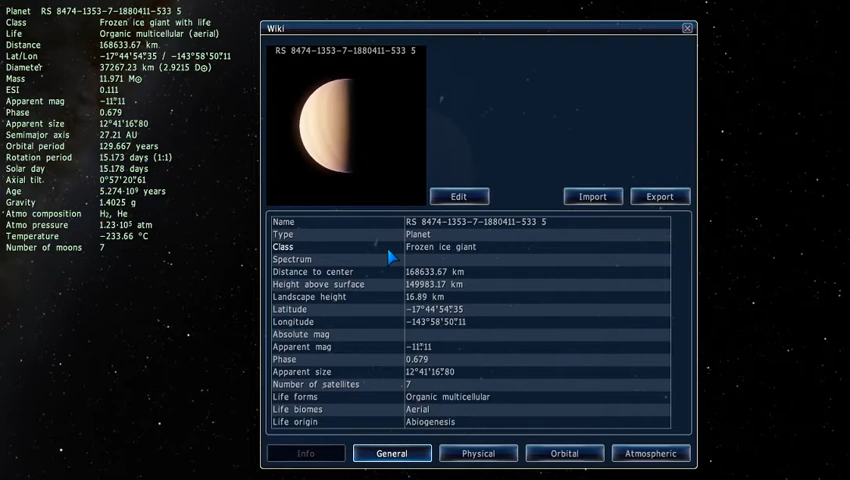 Planet RS 8474-1353-7-1880411-533 5
Class Frozen ice giant with life
Life Organic multicellular (aerial)
Distance 168633.67 km
Lat/Lon -17°44'54".35 / -143°58'50".11
Diameter 37267.23 km (2.9215 D⊕)
Mass 11.971 M⊕
ESI 0.111
Apparent mag -11m11
Phase 0.679
Apparent size 12°41'16".80
Semimajor axis 27.21 AU
Orbital period 129.667 years
Rotation period 15.173 days (1:1)
Solar day 15.178 days
Axial tilt 0°57'20".61
Age 5.274·10⁹ years
Gravity 1.4025 g
Atmo composition H₂, He
Atmo pressure 1.23·10⁵ atm
Temperature -233.66 °C
Number of moons 7
Wiki
RS 8474-1353-7-1880411-533 5
Edit
Import
Export
Name RS 8474-1353-7-1880411-533 5
Type Planet
Class Frozen ice giant
Spectrum
Distance to center 168633.67 km
Height above surface 149983.17 km
Landscape height 16.89 km
Latitude -17°44'54".35
Longitude -143°58'50".11
Absolute mag
Apparent mag -11m11
Phase 0.679
Apparent size 12°41'16".80
Number of satellites 7
Life forms Organic multicellular
Life biomes Aerial
Life origin Abiogenesis
Info
General
Physical
Orbital
Atmospheric